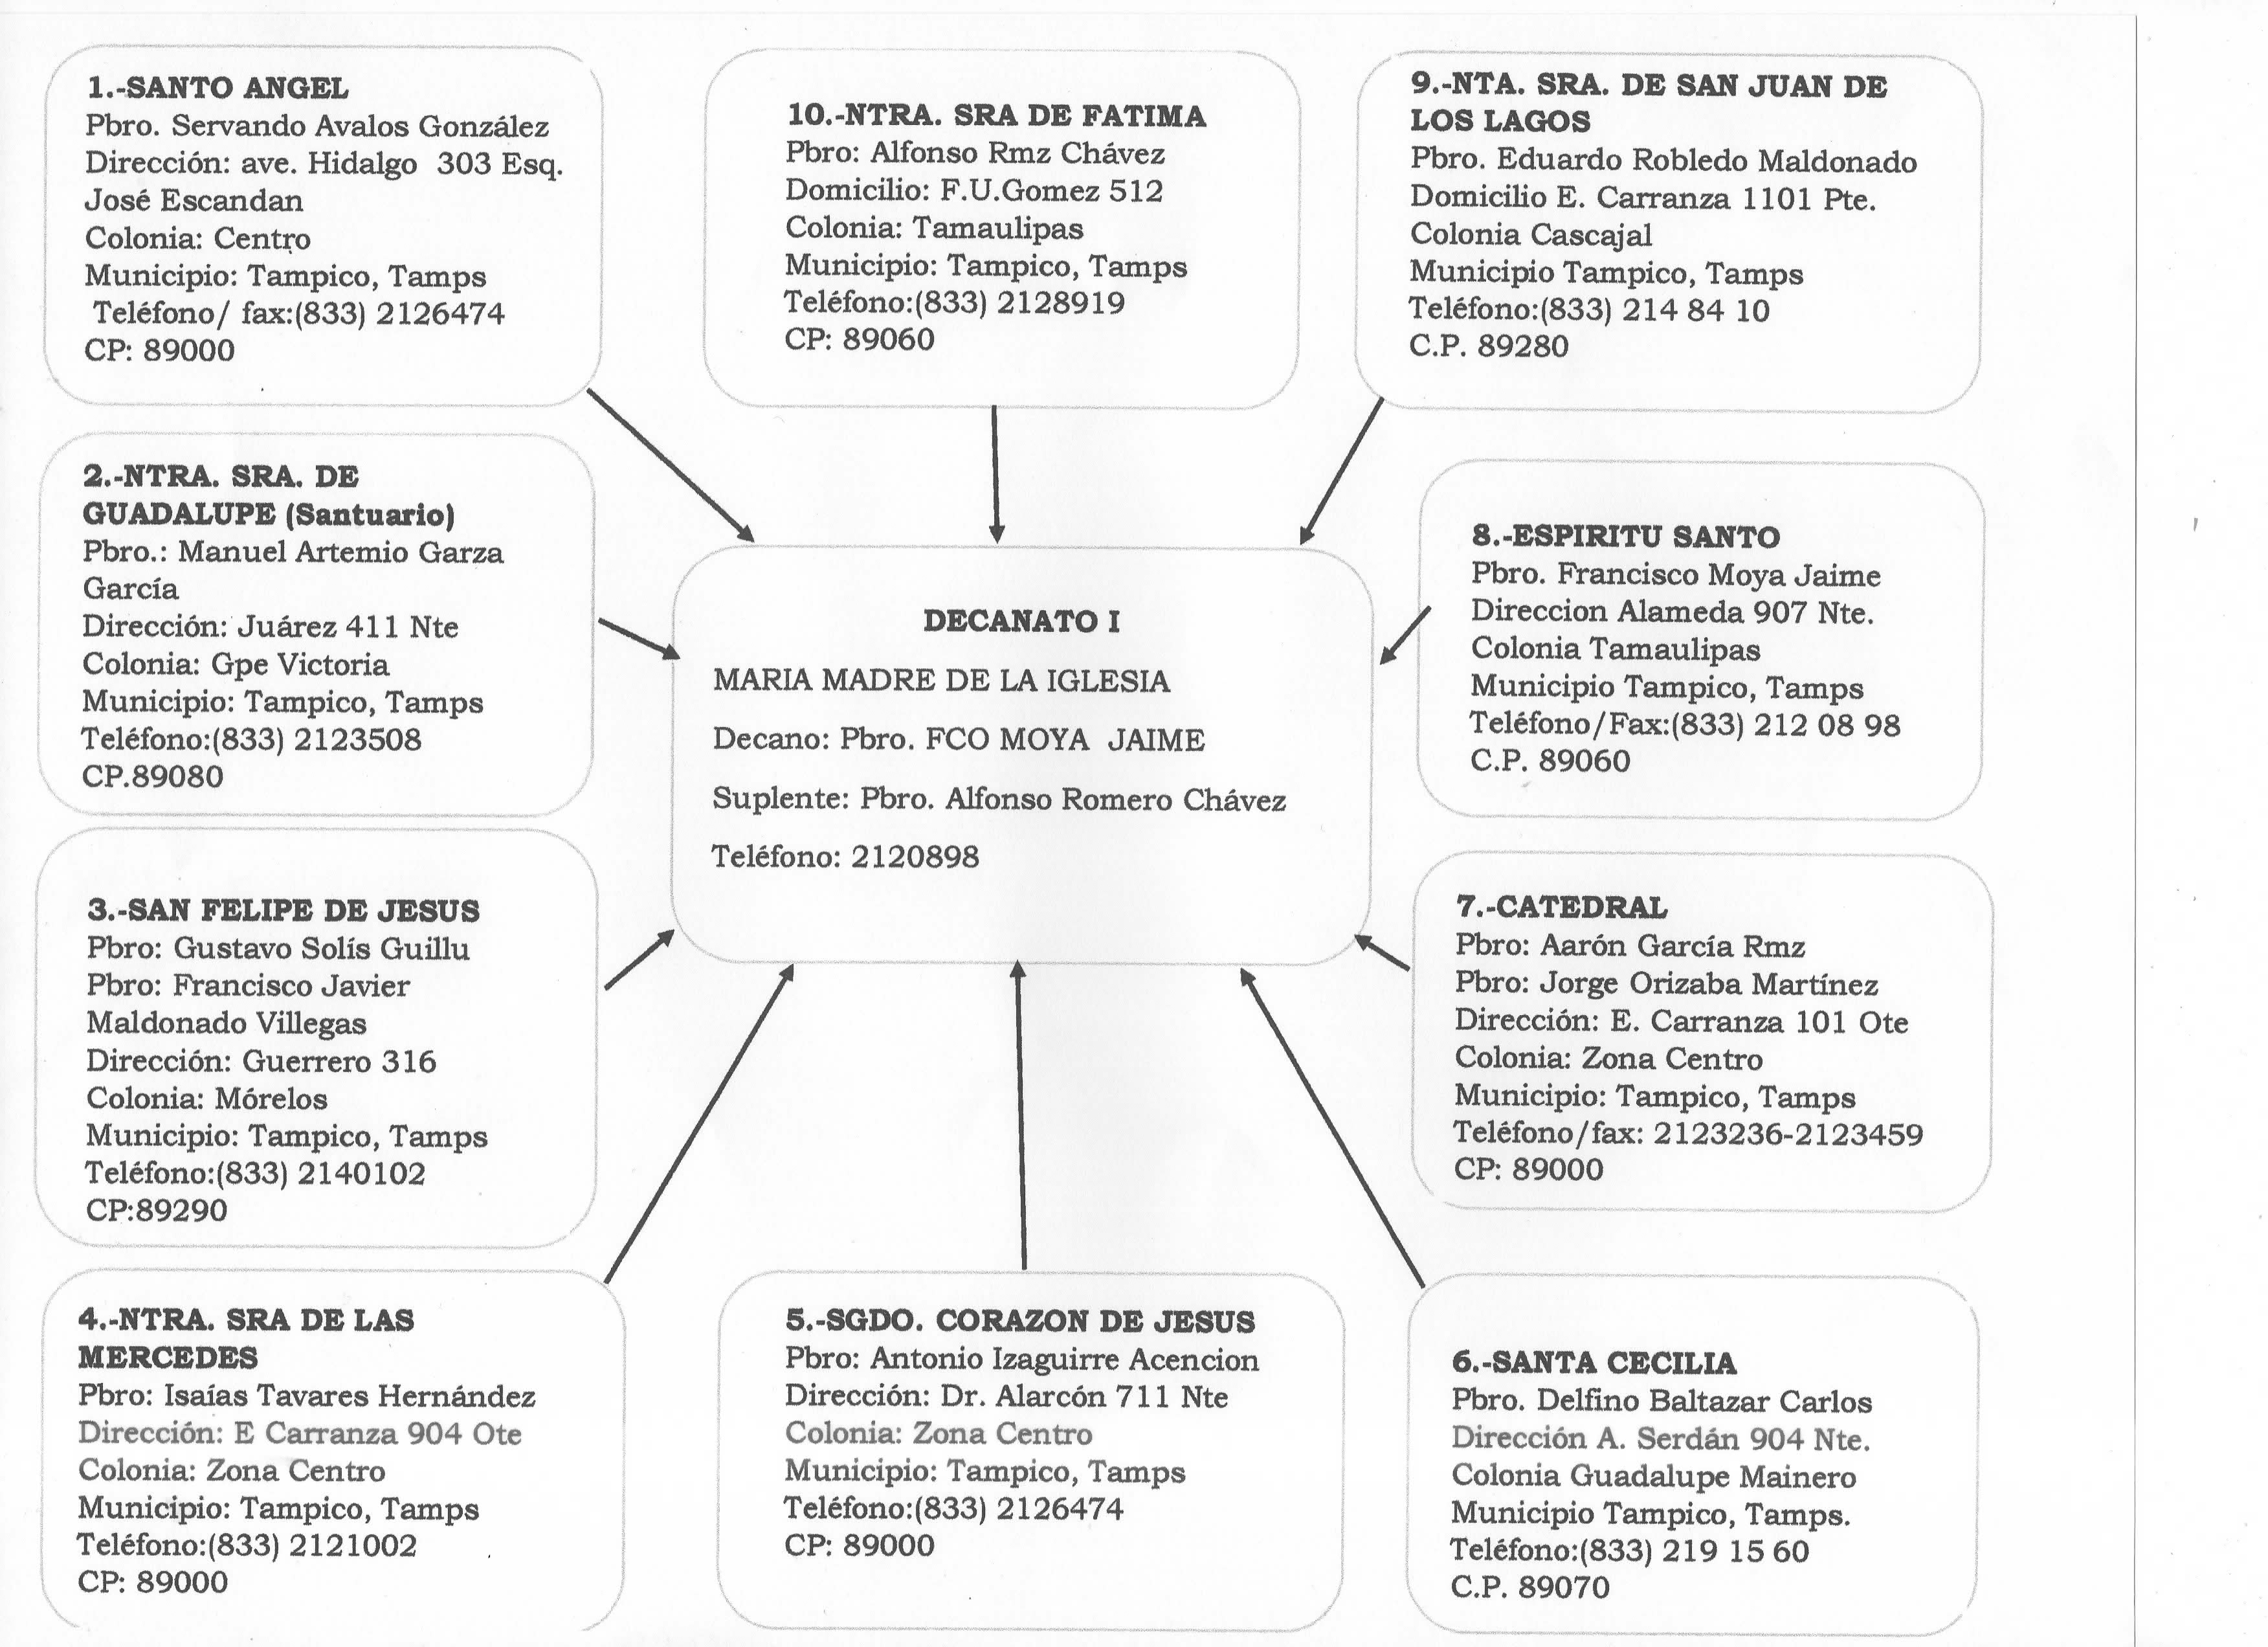 1.-SANTO ANGEL
Pbro. Servando Avalos González
Dirección: ave. Hidalgo 303 Esq.
José Escandan
Colonia: Centro
Municipio: Tampico, Tamps
Teléfono/ fax:(833) 2126474
CP: 89000
10.-NTRA. SRA DE FATIMA
Pbro: Alfonso Rmz Chávez
Domicilio: F.U.Gomez 512
Colonia: Tamaulipas
Municipio: Tampico, Tamps
Teléfono:(833) 2128919
CP: 89060
9.-NTA. SRA. DE SAN JUAN DE
LOS LAGOS
Pbro. Eduardo Robledo Maldonado
Domicilio E. Carranza 1101 Pte.
Colonia Cascajal
Municipio Tampico, Tamps
Teléfono:(833) 214 84 10
C.P. 89280
2.-NTRA. SRA. DE
GUADALUPE (Santuario)
Pbro.: Manuel Artemio Garza
García
Dirección: Juárez 411 Nte
Colonia: Gpe Victoria
Municipio: Tampico, Tamps
Teléfono:(833) 2123508
CP.89080
DECANATO I
MARIA MADRE DE LA IGLESIA
Decano: Pbro. FCO MOYA JAIME
Suplente: Pbro. Alfonso Romero Chávez
Teléfono: 2120898
8.-ESPIRITU SANTO
Pbro. Francisco Moya Jaime
Direccion Alameda 907 Nte.
Colonia Tamaulipas
Municipio Tampico, Tamps
Teléfono/Fax:(833) 212 08 98
C.P. 89060
3.-SAN FELIPE DE JESUS
Pbro: Gustavo Solís Guillu
Pbro: Francisco Javier
Maldonado Villegas
Dirección: Guerrero 316
Colonia: Mórelos
Municipio: Tampico, Tamps
Teléfono:(833) 2140102
CP:89290
7.-CATEDRAL
Pbro: Aarón García Rmz
Pbro: Jorge Orizaba Martínez
Dirección: E. Carranza 101 Ote
Colonia: Zona Centro
Municipio: Tampico, Tamps
Teléfono/fax: 2123236-2123459
CP: 89000
4.-NTRA. SRA DE LAS
MERCEDES
Pbro: Isaías Tavares Hernández
Dirección: E Carranza 904 Ote
Colonia: Zona Centro
Municipio: Tampico, Tamps
Teléfono:(833) 2121002
CP: 89000
5.-SGDO. CORAZON DE JESUS
Pbro: Antonio Izaguirre Acencion
Dirección: Dr. Alarcón 711 Nte
Colonia: Zona Centro
Municipio: Tampico, Tamps
Teléfono:(833) 2126474
CP: 89000
6.-SANTA CECILIA
Pbro. Delfino Baltazar Carlos
Dirección A. Serdán 904 Nte.
Colonia Guadalupe Mainero
Municipio Tampico, Tamps.
Teléfono:(833) 219 15 60
C.P. 89070